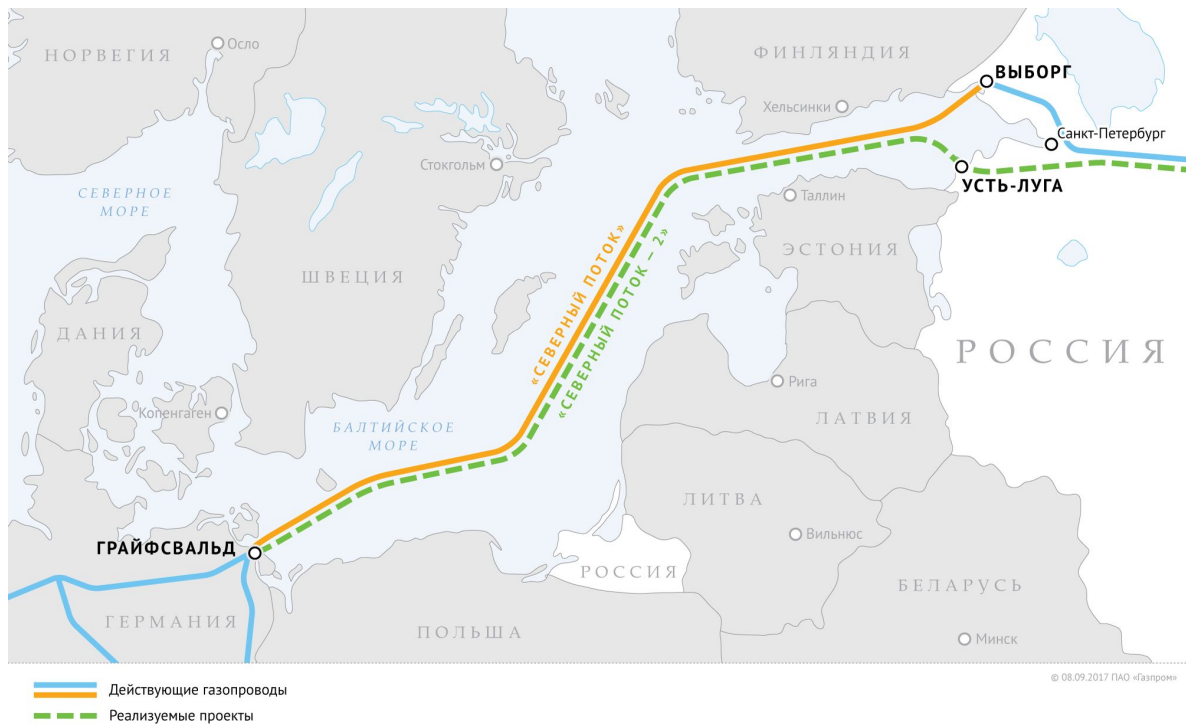 НОРВЕГИЯ
Осло
ФИНЛЯНДИЯ
ВЫБОРГ
Хельсинки
Санкт-Петербург
Стокгольм
УСТЬ-ЛУГА
СЕВЕРНОЕ
МОРЕ
Таллин
ЭСТОНИЯ
ШВЕЦИЯ
«СЕВЕРНЫЙ ПОТОК»
«СЕВЕРНЫЙ ПОТОК – 2»
ДАНИЯ
РОССИЯ
Рига
Копенгаген
ЛАТВИЯ
БАЛТИЙСКОЕ
МОРЕ
ЛИТВА
Вильнюс
ГРАЙФСВАЛЬД
РОССИЯ
БЕЛАРУСЬ
ГЕРМАНИЯ
ПОЛЬША
Минск
© 08.09.2017 ПАО «Газпром»
Действующие газопроводы
Реализуемые проекты